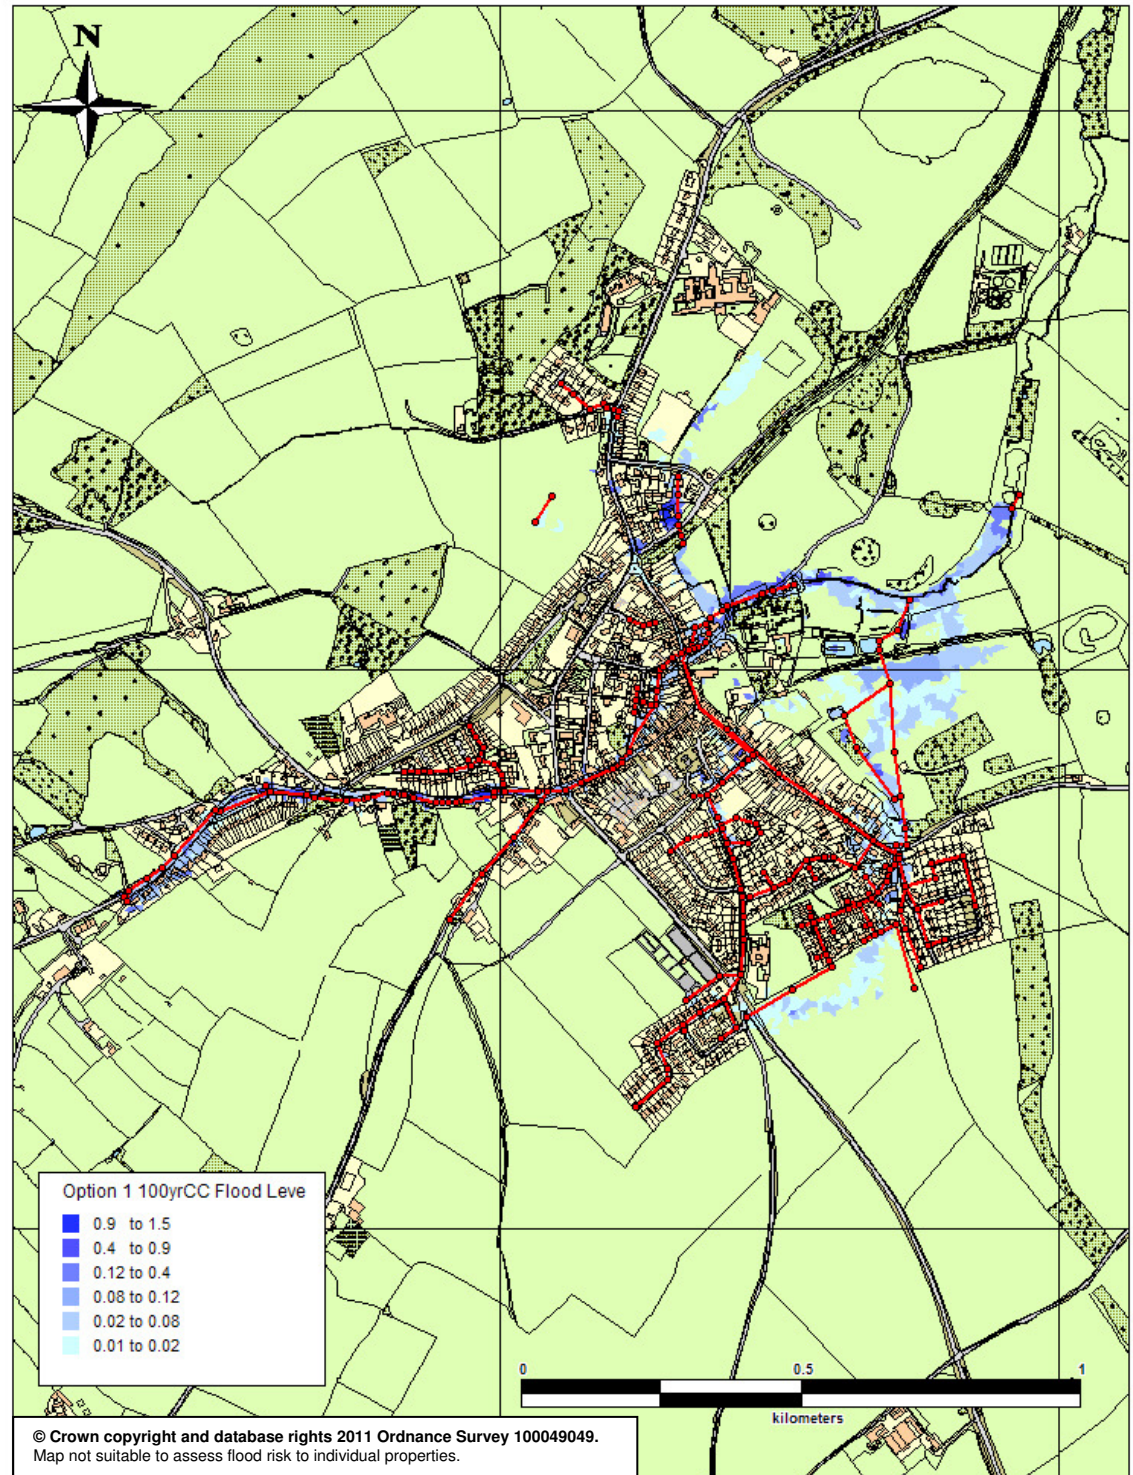 N
Option 1 100yrCC Flood Leve
0.9 to 1.5
0.4 to 0.9
0.12 to 0.4
0.08 to 0.12
0.02 to 0.08
0.01 to 0.02
0 0.5 1
kilometers
© Crown copyright and database rights 2011 Ordnance Survey 100049049.
Map not suitable to assess flood risk to individual properties.